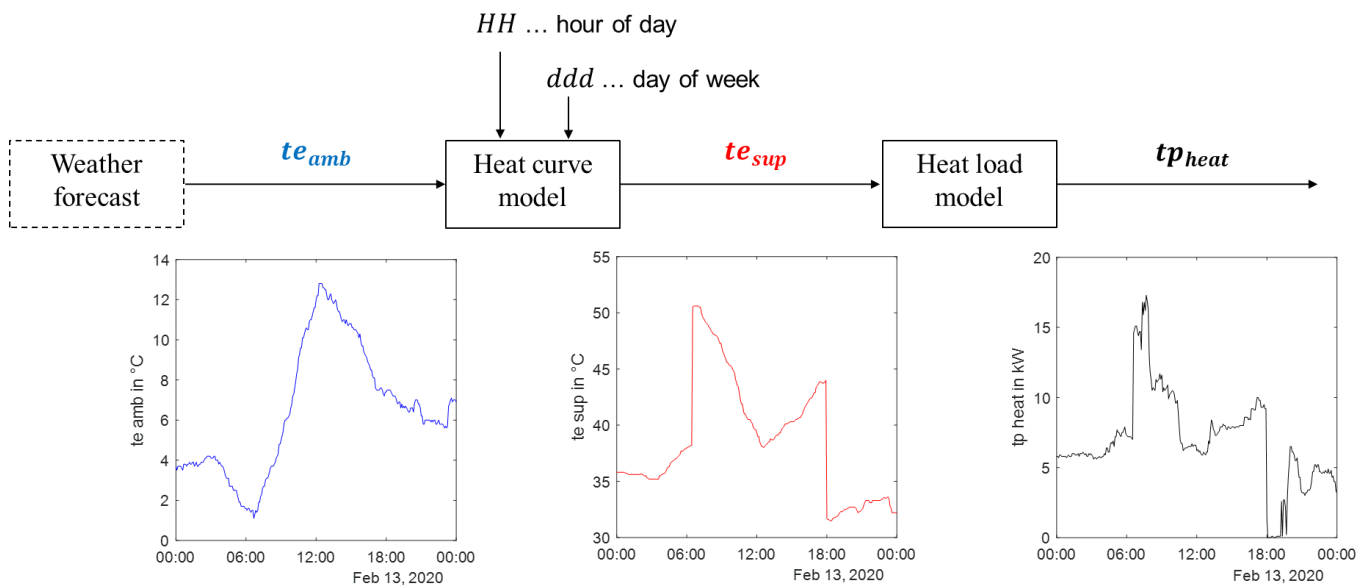 HH … hour of day
ddd … day of week
Weather
forecast
te_amb
Heat curve
model
te_sup
Heat load
model
tp_heat
14
12
10
8
6
4
2
0
te amb in °C
00:00 06:00 12:00 18:00 00:00
Feb 13, 2020
55
50
45
40
35
30
te sup in °C
00:00 06:00 12:00 18:00 00:00
Feb 13, 2020
20
15
10
5
0
tp heat in kW
00:00 06:00 12:00 18:00 00:00
Feb 13, 2020